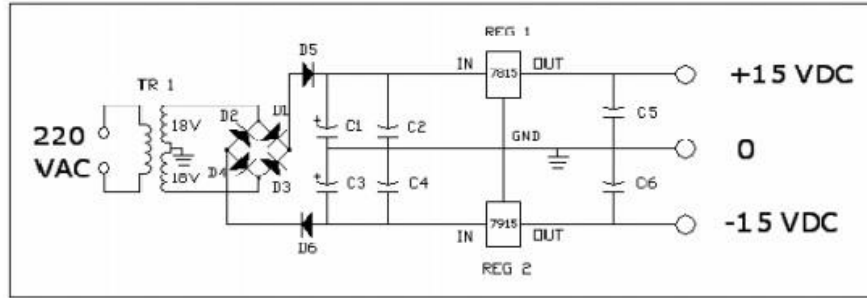 REG 1
D5
IN
7815
OUT
+15 VDC
TR 1
D2
D1
18V
220
VAC
C1
C2
C5
GND
0
18V
D4
D3
C3
C4
C6
D6
IN
7915
OUT
-15 VDC
REG 2